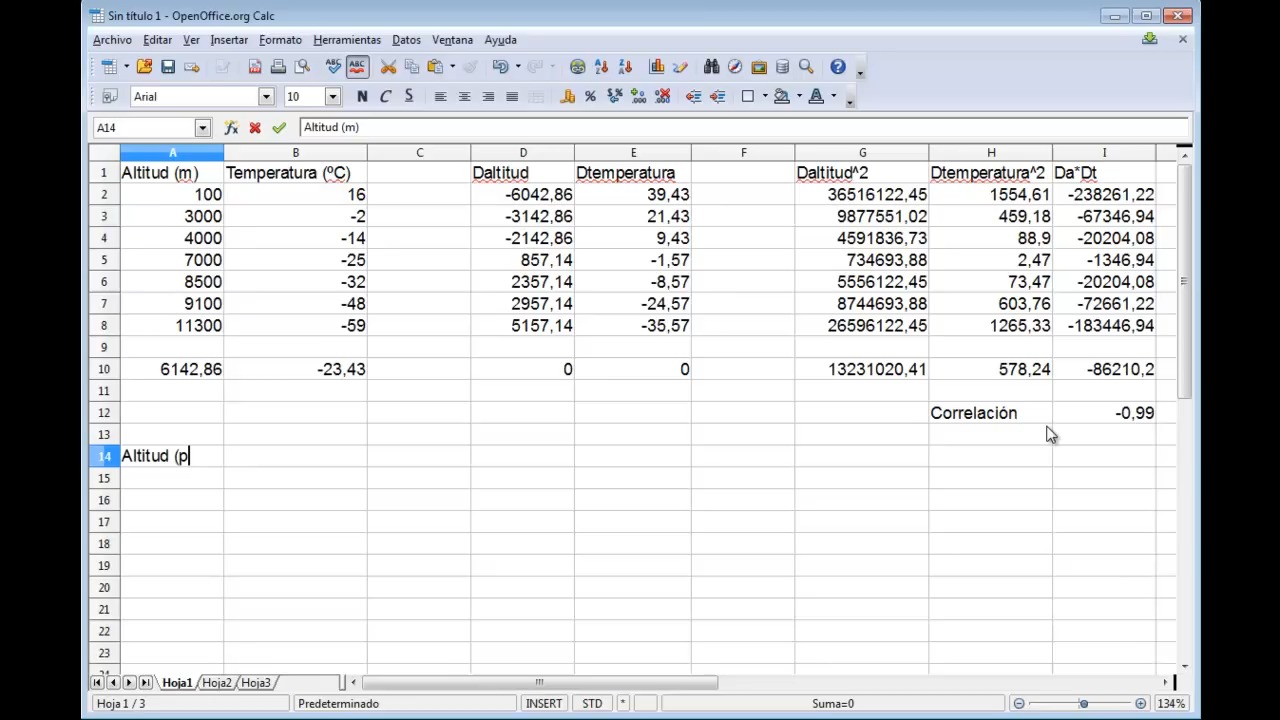 Sin título 1 - OpenOffice.org Calc
Archivo Editar Ver Insertar Formato Herramientas Datos Ventana Ayuda
ABC ABC
Arial 10 N C S %
A14 Altitud (m)
A B C D E F G H I
1 Altitud (m) Temperatura (ºC) Daltitud Dtemperatura Daltitud^2 Dtemperatura^2 Da*Dt
2 100 16 -6042,86 39,43 36516122,45 1554,61 -238261,22
3 3000 -2 -3142,86 21,43 9877551,02 459,18 -67346,94
4 4000 -14 -2142,86 9,43 4591836,73 88,9 -20204,08
5 7000 -25 857,14 -1,57 734693,88 2,47 -1346,94
6 8500 -32 2357,14 -8,57 5556122,45 73,47 -20204,08
7 9100 -48 2957,14 -24,57 8744693,88 603,76 -72661,22
8 11300 -59 5157,14 -35,57 26596122,45 1265,33 -183446,94
9
10 6142,86 -23,43 0 0 13231020,41 578,24 -86210,2
11
12 Correlación -0,99
13
14 Altitud (p
15
16
17
18
19
20
21
22
23
Hoja1 Hoja2 Hoja3
Hoja 1 / 3 Predeterminado INSERT STD * Suma=0 134%